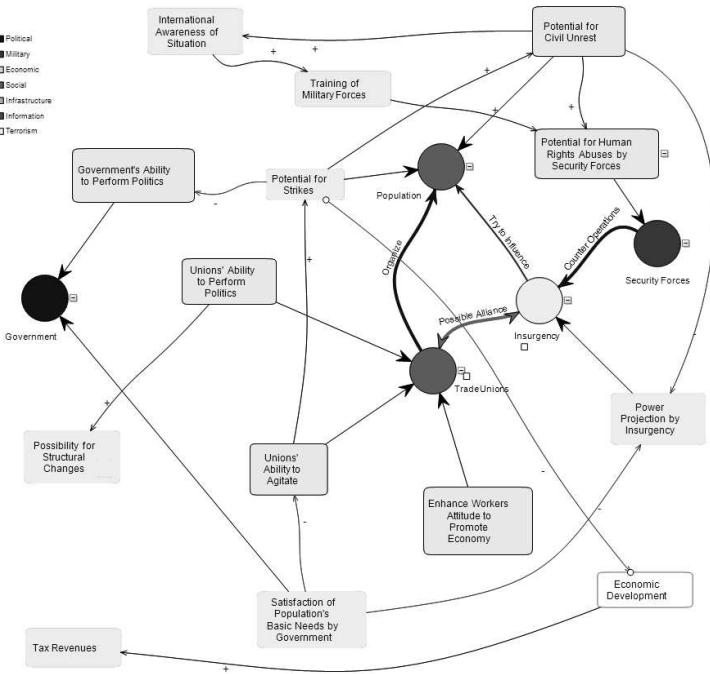 International
Awareness of
Situation
Potential for
Civil Unrest
Political
Military
Economic
Social
Infrastructure
Information
Terrorism
+
+
+
+
Training of
Military Forces
+
+
Potential for Human
Rights Abuses by
Security Forces
Government's Ability
to Perform Politics
Potential for
Strikes
Population
-
Try to Influence
Counter Operations
Organize
Security Forces
Unions' Ability
to Perform
Politics
+
Government
Possible Alliance
Insurgency
-
TradeUnions
+
Power
Projection by
Insurgency
Possibility for
Structural
Changes
Unions'
Ability to
Agitate
-
Enhance Workers
Attitude to
Promote
Economy
-
-
Economic
Development
Satisfaction of
Population's
Basic Needs by
Government
Tax Revenues
+